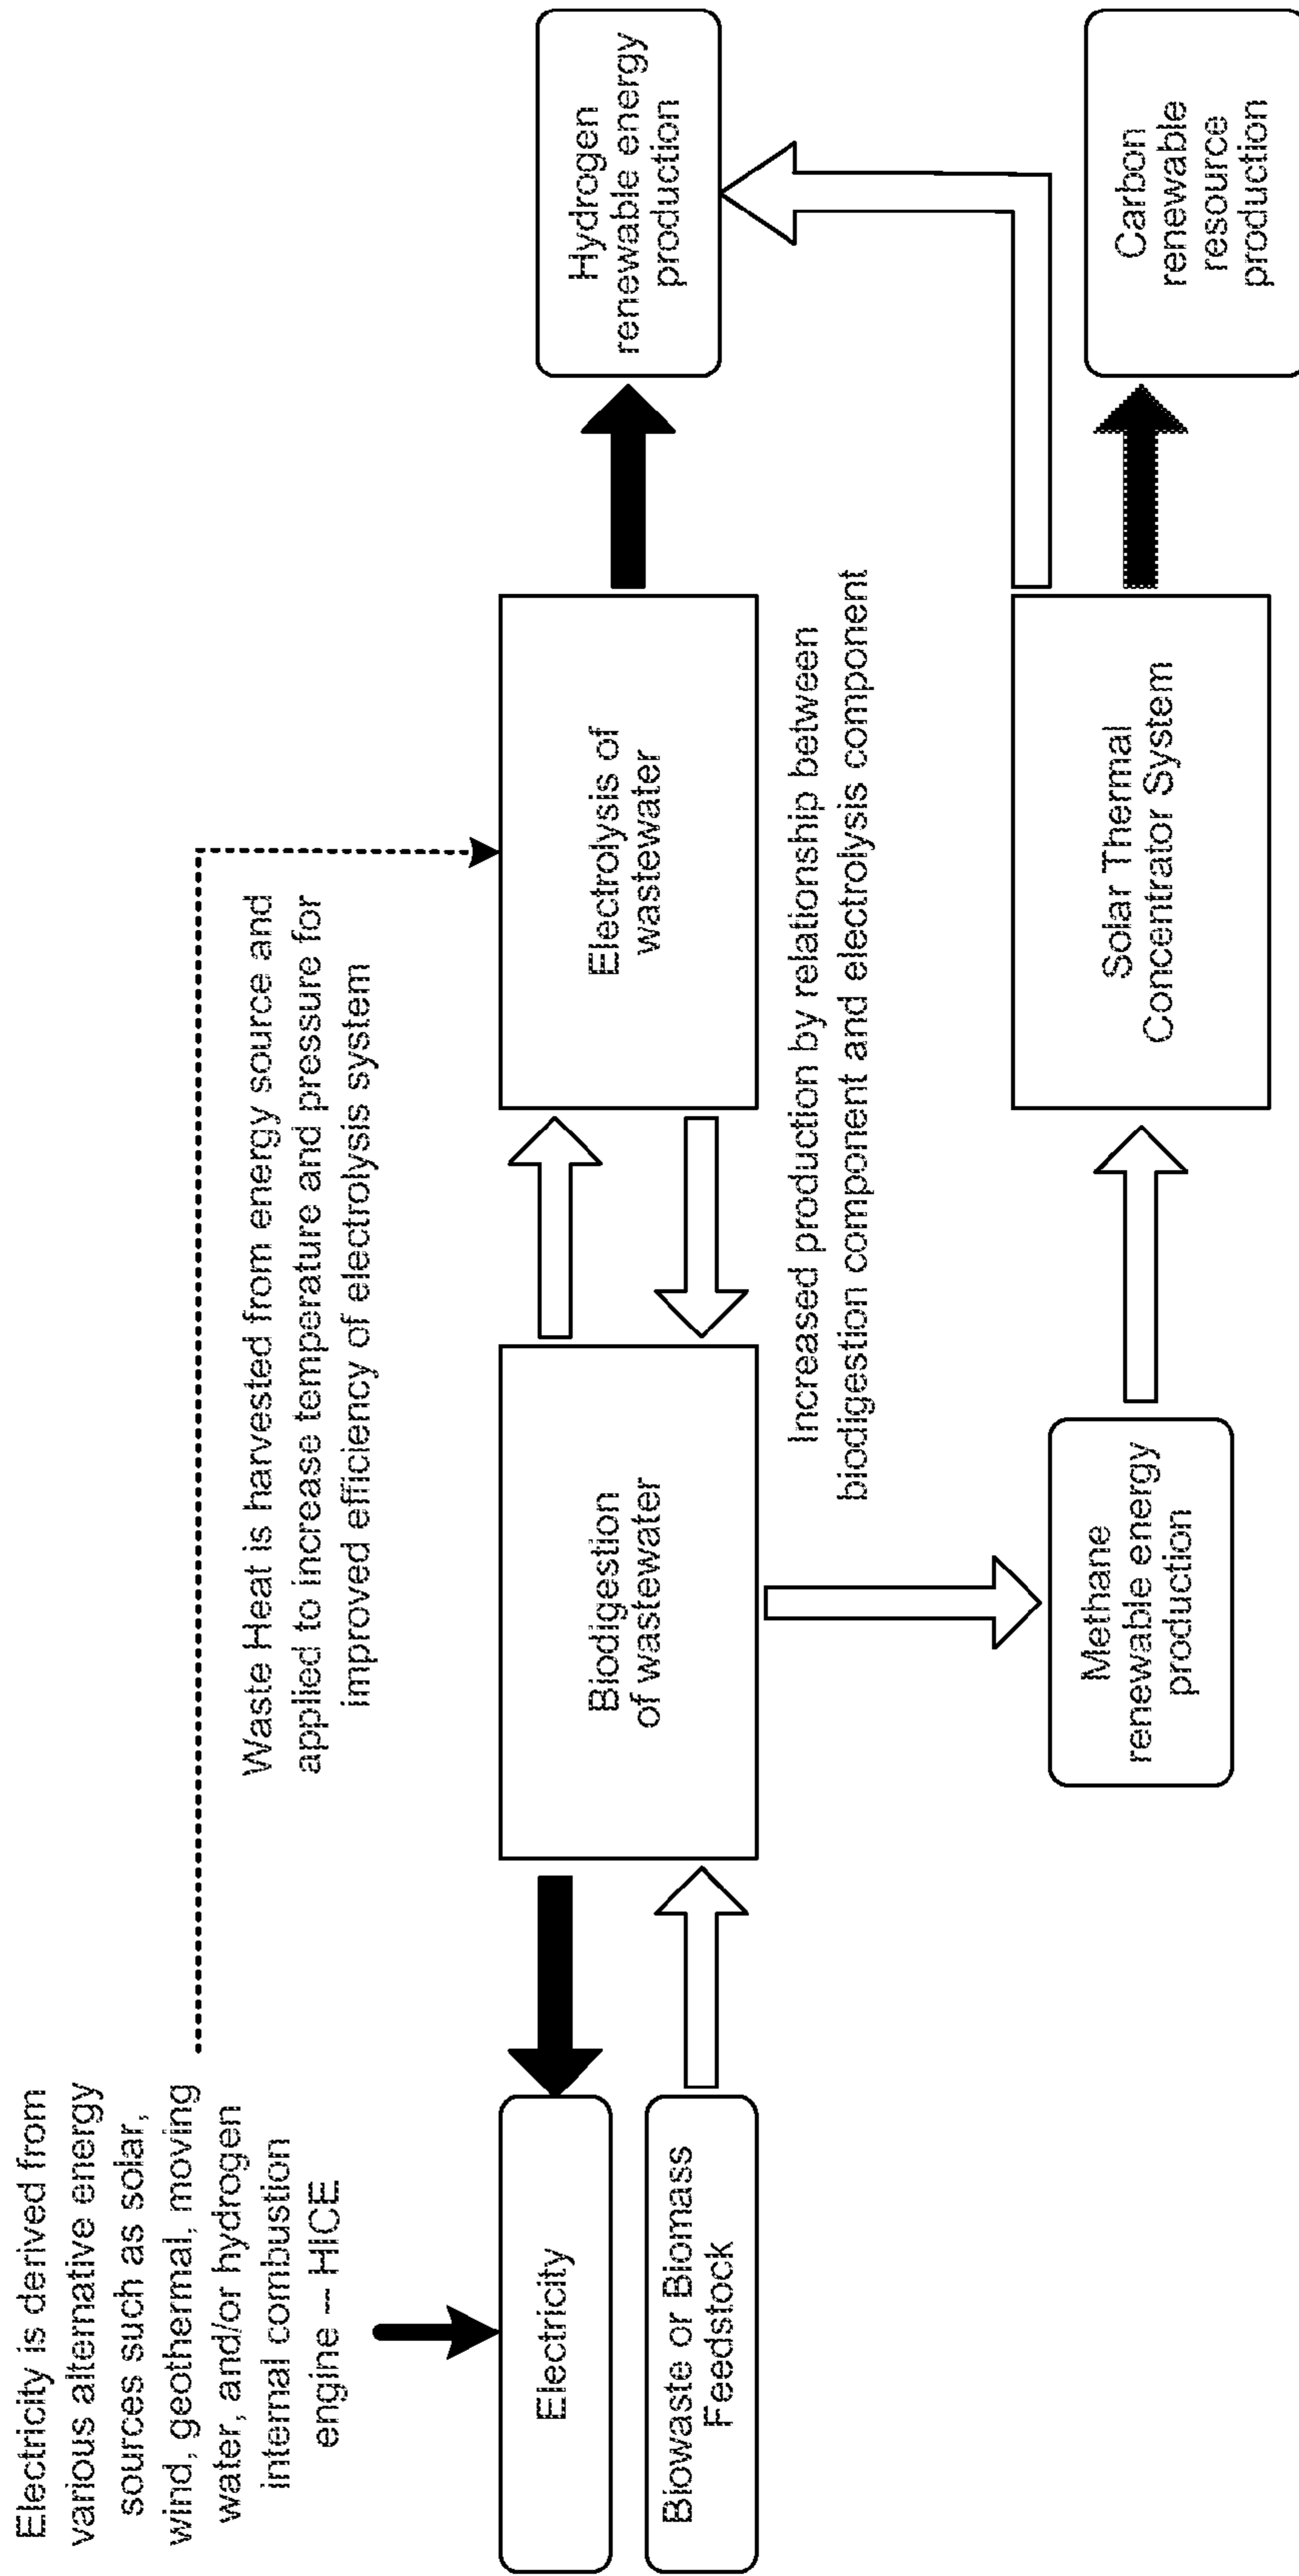 Electricity is derived from
various alternative energy
sources such as solar,
wind, geothermal, moving
water, and/or hydrogen
internal combustion
engine -- HICE
Waste Heat is harvested from energy source and
applied to increase temperature and pressure for
improved efficiency of electrolysis system
Electricity
Biowaste or Biomass
Feedstock
Biodigestion
of wastewater
Electrolysis of
wastewater
Hydrogen
renewable energy
production
Increased production by relationship between
biodigestion component and electrolysis component
Methane
renewable energy
production
Solar Thermal
Concentrator System
Carbon
renewable
resource
production